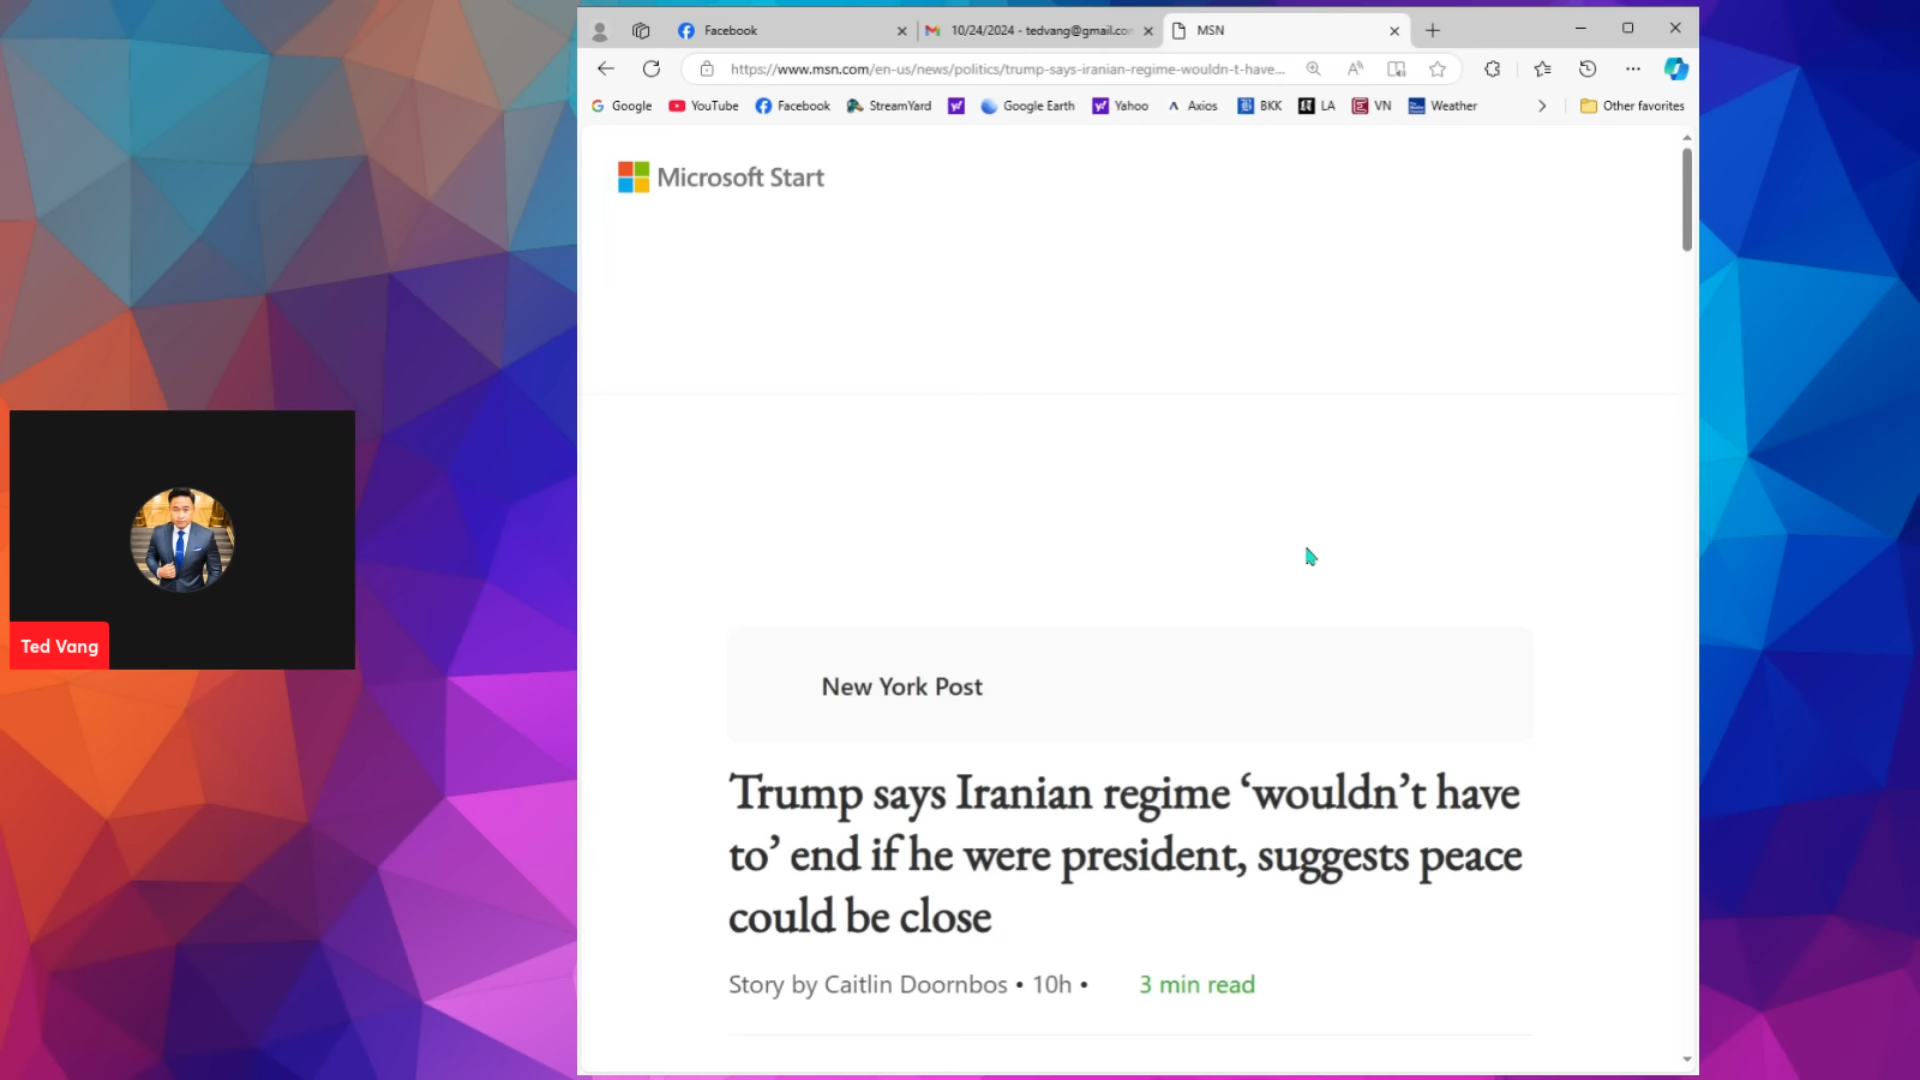 Facebook
10/24/2024 - tedvang@gmail.co
MSN
https://www.msn.com/en-us/news/politics/trump-says-iranian-regime-wouldn-t-have...
Google YouTube Facebook StreamYard Google Earth Yahoo Axios BKK LA VN Weather Other favorites
Microsoft Start
New York Post
Trump says Iranian regime ‘wouldn’t have
to’ end if he were president, suggests peace
could be close
Story by Caitlin Doornbos • 10h • 3 min read
Ted Vang